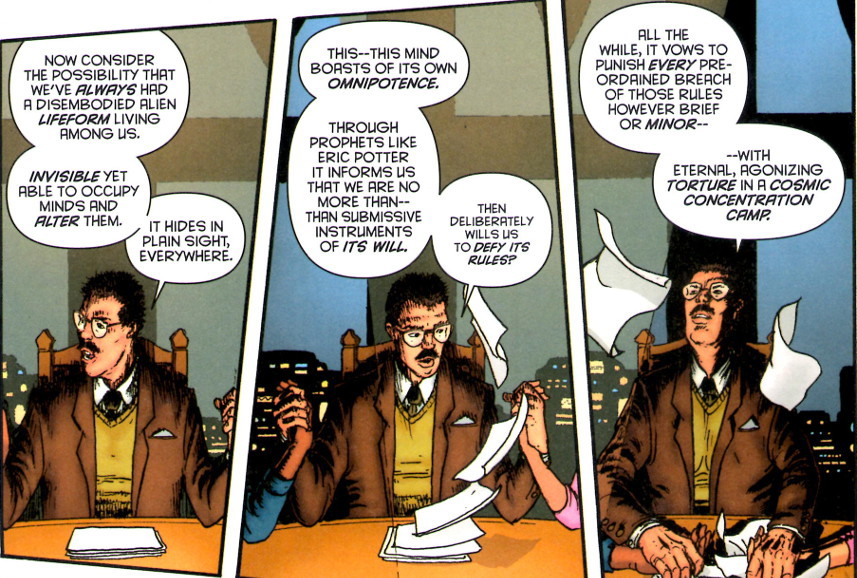 NOW CONSIDER
THE POSSIBILITY THAT
WE'VE ALWAYS HAD
A DISEMBODIED ALIEN
LIFEFORM LIVING
AMONG US.
INVISIBLE YET
ABLE TO OCCUPY
MINDS AND
ALTER THEM.
IT HIDES IN
PLAIN SIGHT,
EVERYWHERE.
THIS--THIS MIND
BOASTS OF ITS OWN
OMNIPOTENCE.
THROUGH
PROPHETS LIKE
ERIC POTTER
IT INFORMS US
THAT WE ARE NO
MORE THAN--
THAN SUBMISSIVE
INSTRUMENTS
OF ITS WILL.
THEN
DELIBERATELY
WILLS US
TO DEFY ITS
RULES?
ALL THE
WHILE, IT VOWS TO
PUNISH EVERY PRE-
ORDAINED BREACH
OF THOSE RULES
HOWEVER BRIEF
OR MINOR--
--WITH
ETERNAL, AGONIZING
TORTURE IN A COSMIC
CONCENTRATION
CAMP.